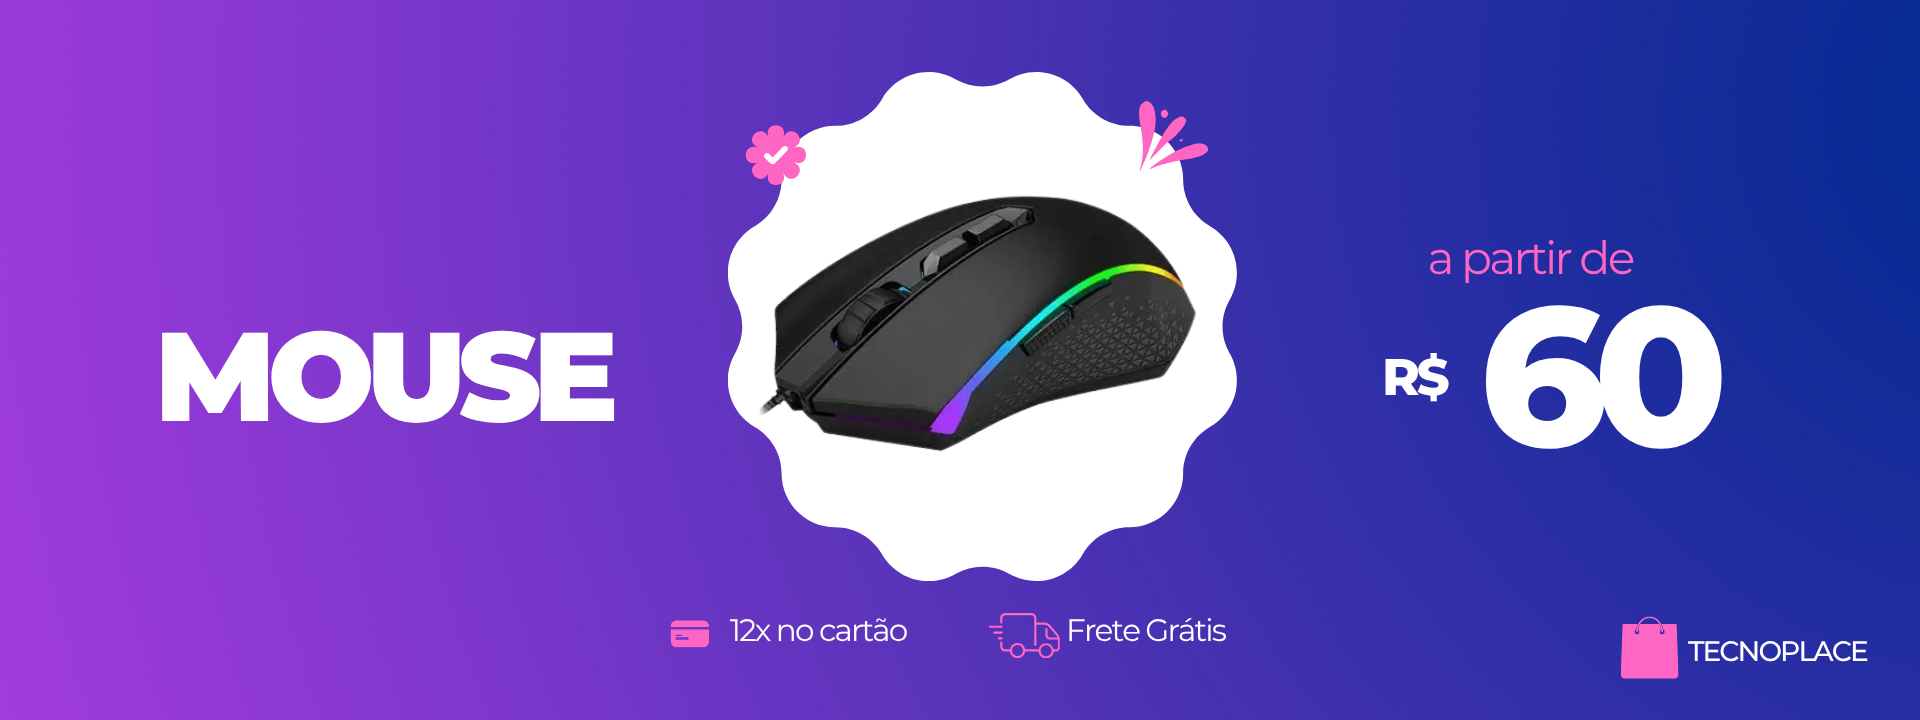 MOUSE
a partir de
R$ 60
12x no cartão
Frete Grátis
TECNOPLACE